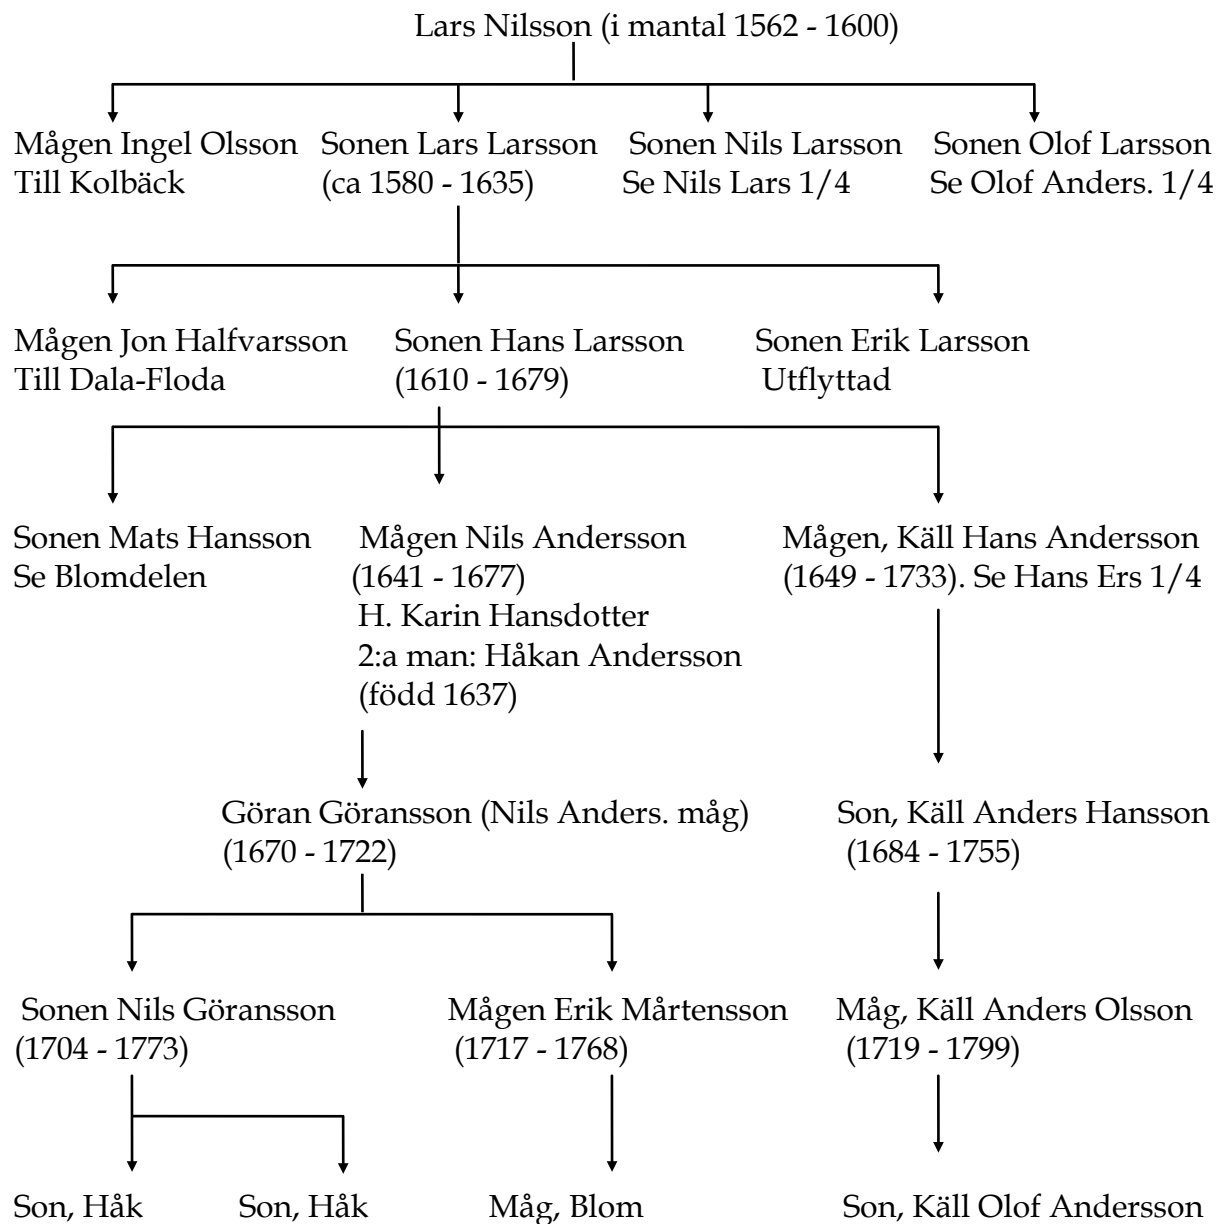 Lars Nilsson (i mantal 1562 - 1600)
Mågen Ingel Olsson
Till Kolbäck
Sonen Lars Larsson
(ca 1580 - 1635)
Sonen Nils Larsson
Se Nils Lars 1/4
Sonen Olof Larsson
Se Olof Anders. 1/4
Mågen Jon Halfvarsson
Till Dala-Floda
Sonen Hans Larsson
(1610 - 1679)
Sonen Erik Larsson
Utflyttad
Sonen Mats Hansson
Se Blomdelen
Mågen Nils Andersson
(1641 - 1677)
H. Karin Hansdotter
2:a man: Håkan Andersson
(född 1637)
Mågen, Käll Hans Andersson
(1649 - 1733). Se Hans Ers 1/4
Göran Göransson (Nils Anders. måg)
(1670 - 1722)
Son, Käll Anders Hansson
(1684 - 1755)
Sonen Nils Göransson
(1704 - 1773)
Mågen Erik Mårtensson
(1717 - 1768)
Måg, Käll Anders Olsson
(1719 - 1799)
Son, Håk
Son, Håk
Måg, Blom
Son, Käll Olof Andersson